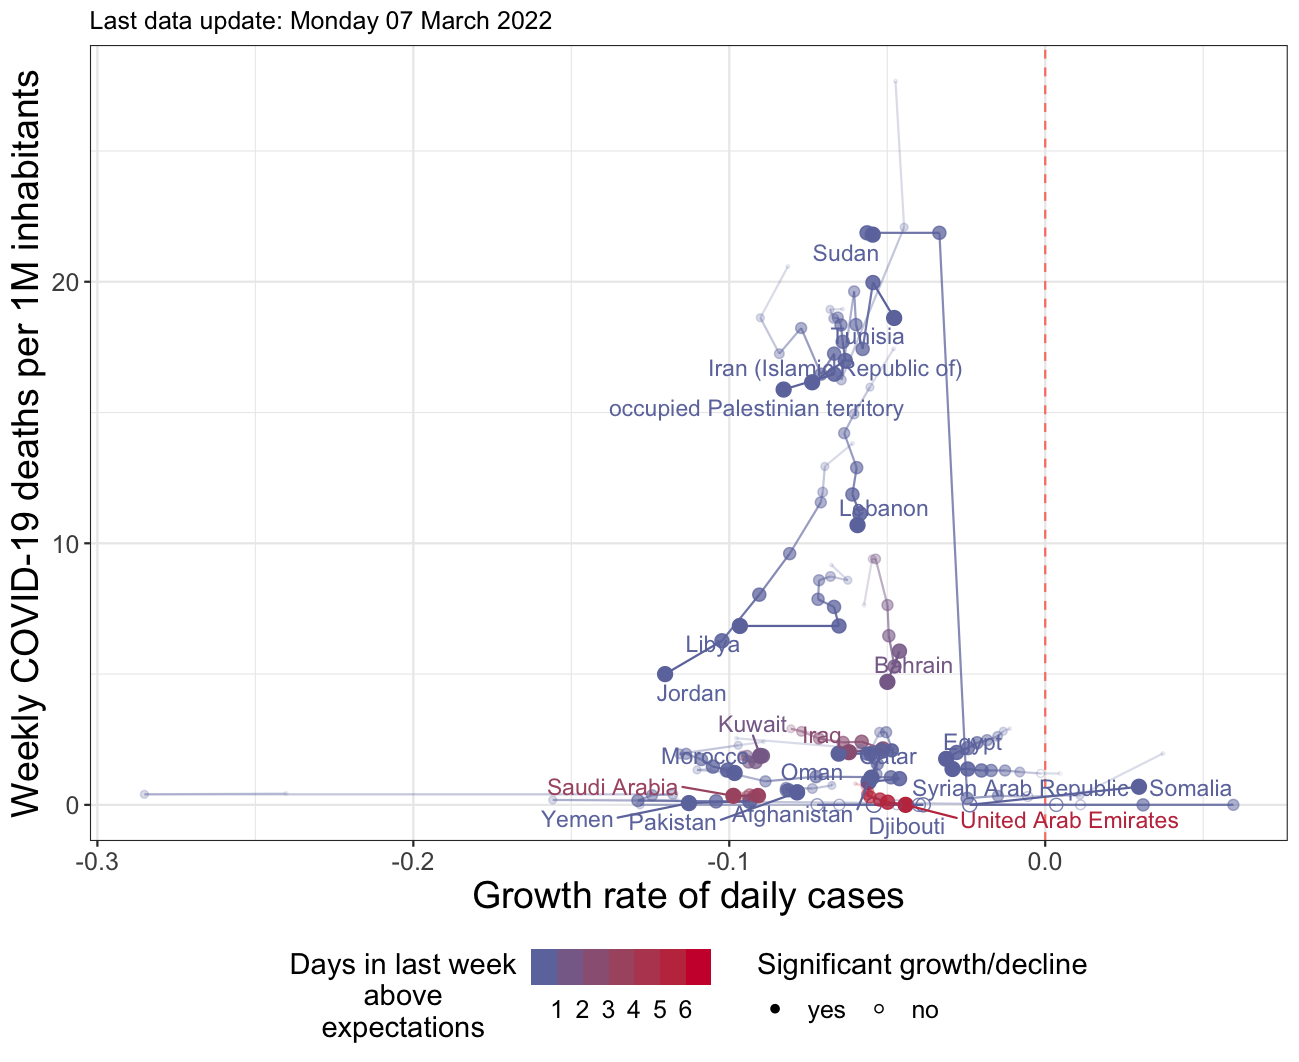 Last data update: Monday 07 March 2022
Weekly COVID-19 deaths per 1M inhabitants
20
10
0
Sudan
Tunisia
Iran (Islamic Republic of)
occupied Palestinian territory
Lebanon
Libya
Bahrain
Jordan
Kuwait
Iraq
Egypt
Morocco
Qatar
Oman
Saudi Arabia
Syrian Arab Republic
Somalia
Yemen
Pakistan
Afghanistan
Djibouti
United Arab Emirates
-0.3
-0.2
-0.1
0.0
Growth rate of daily cases
Days in last week
above
expectations
1 2 3 4 5 6
Significant growth/decline
yes
no